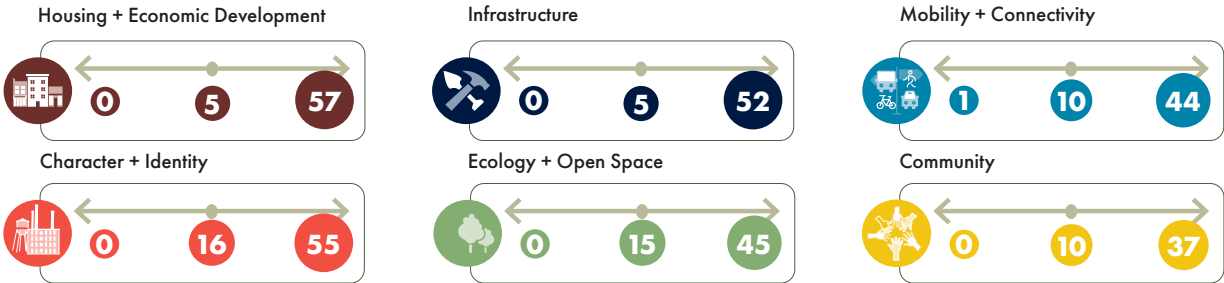 Housing + Economic Development
0 5 57
Infrastructure
0 5 52
Mobility + Connectivity
1 10 44
Character + Identity
0 16 55
Ecology + Open Space
0 15 45
Community
0 10 37